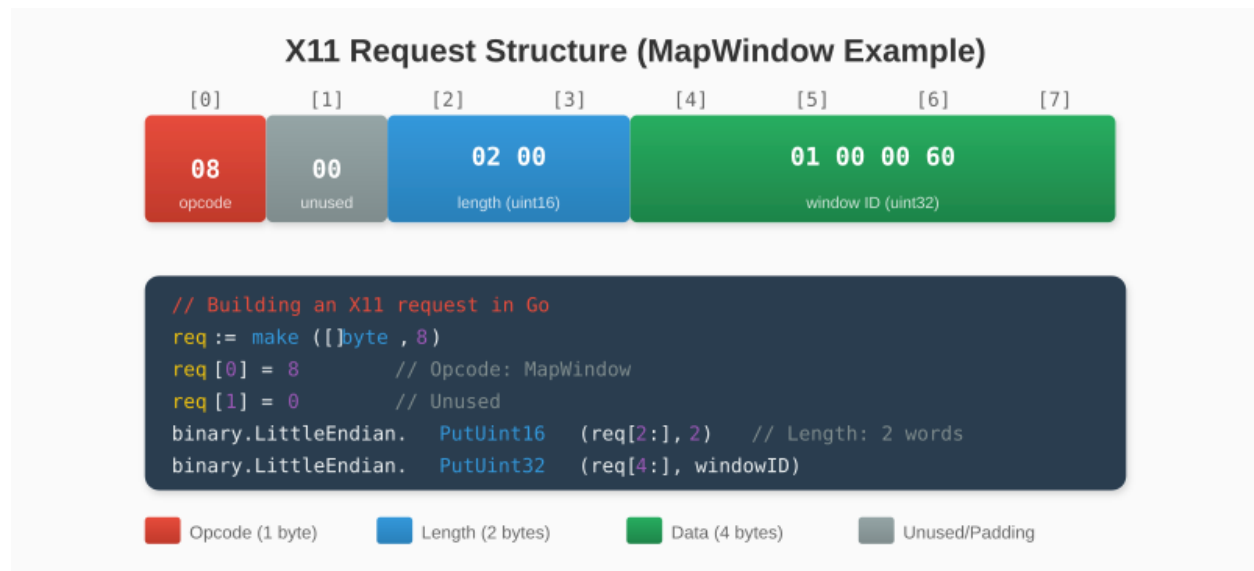 X11 Request Structure (MapWindow Example)
[0] [1] [2] [3] [4] [5] [6] [7]
08 00 02 00 01 00 00 60
opcode unused length (uint16) window ID (uint32)
// Building an X11 request in Go
req := make ([]byte , 8)
req [0] = 8 // Opcode: MapWindow
req [1] = 0 // Unused
binary.LittleEndian. PutUint16 (req[2:], 2) // Length: 2 words
binary.LittleEndian. PutUint32 (req[4:], windowID)
Opcode (1 byte) Length (2 bytes) Data (4 bytes) Unused/Padding